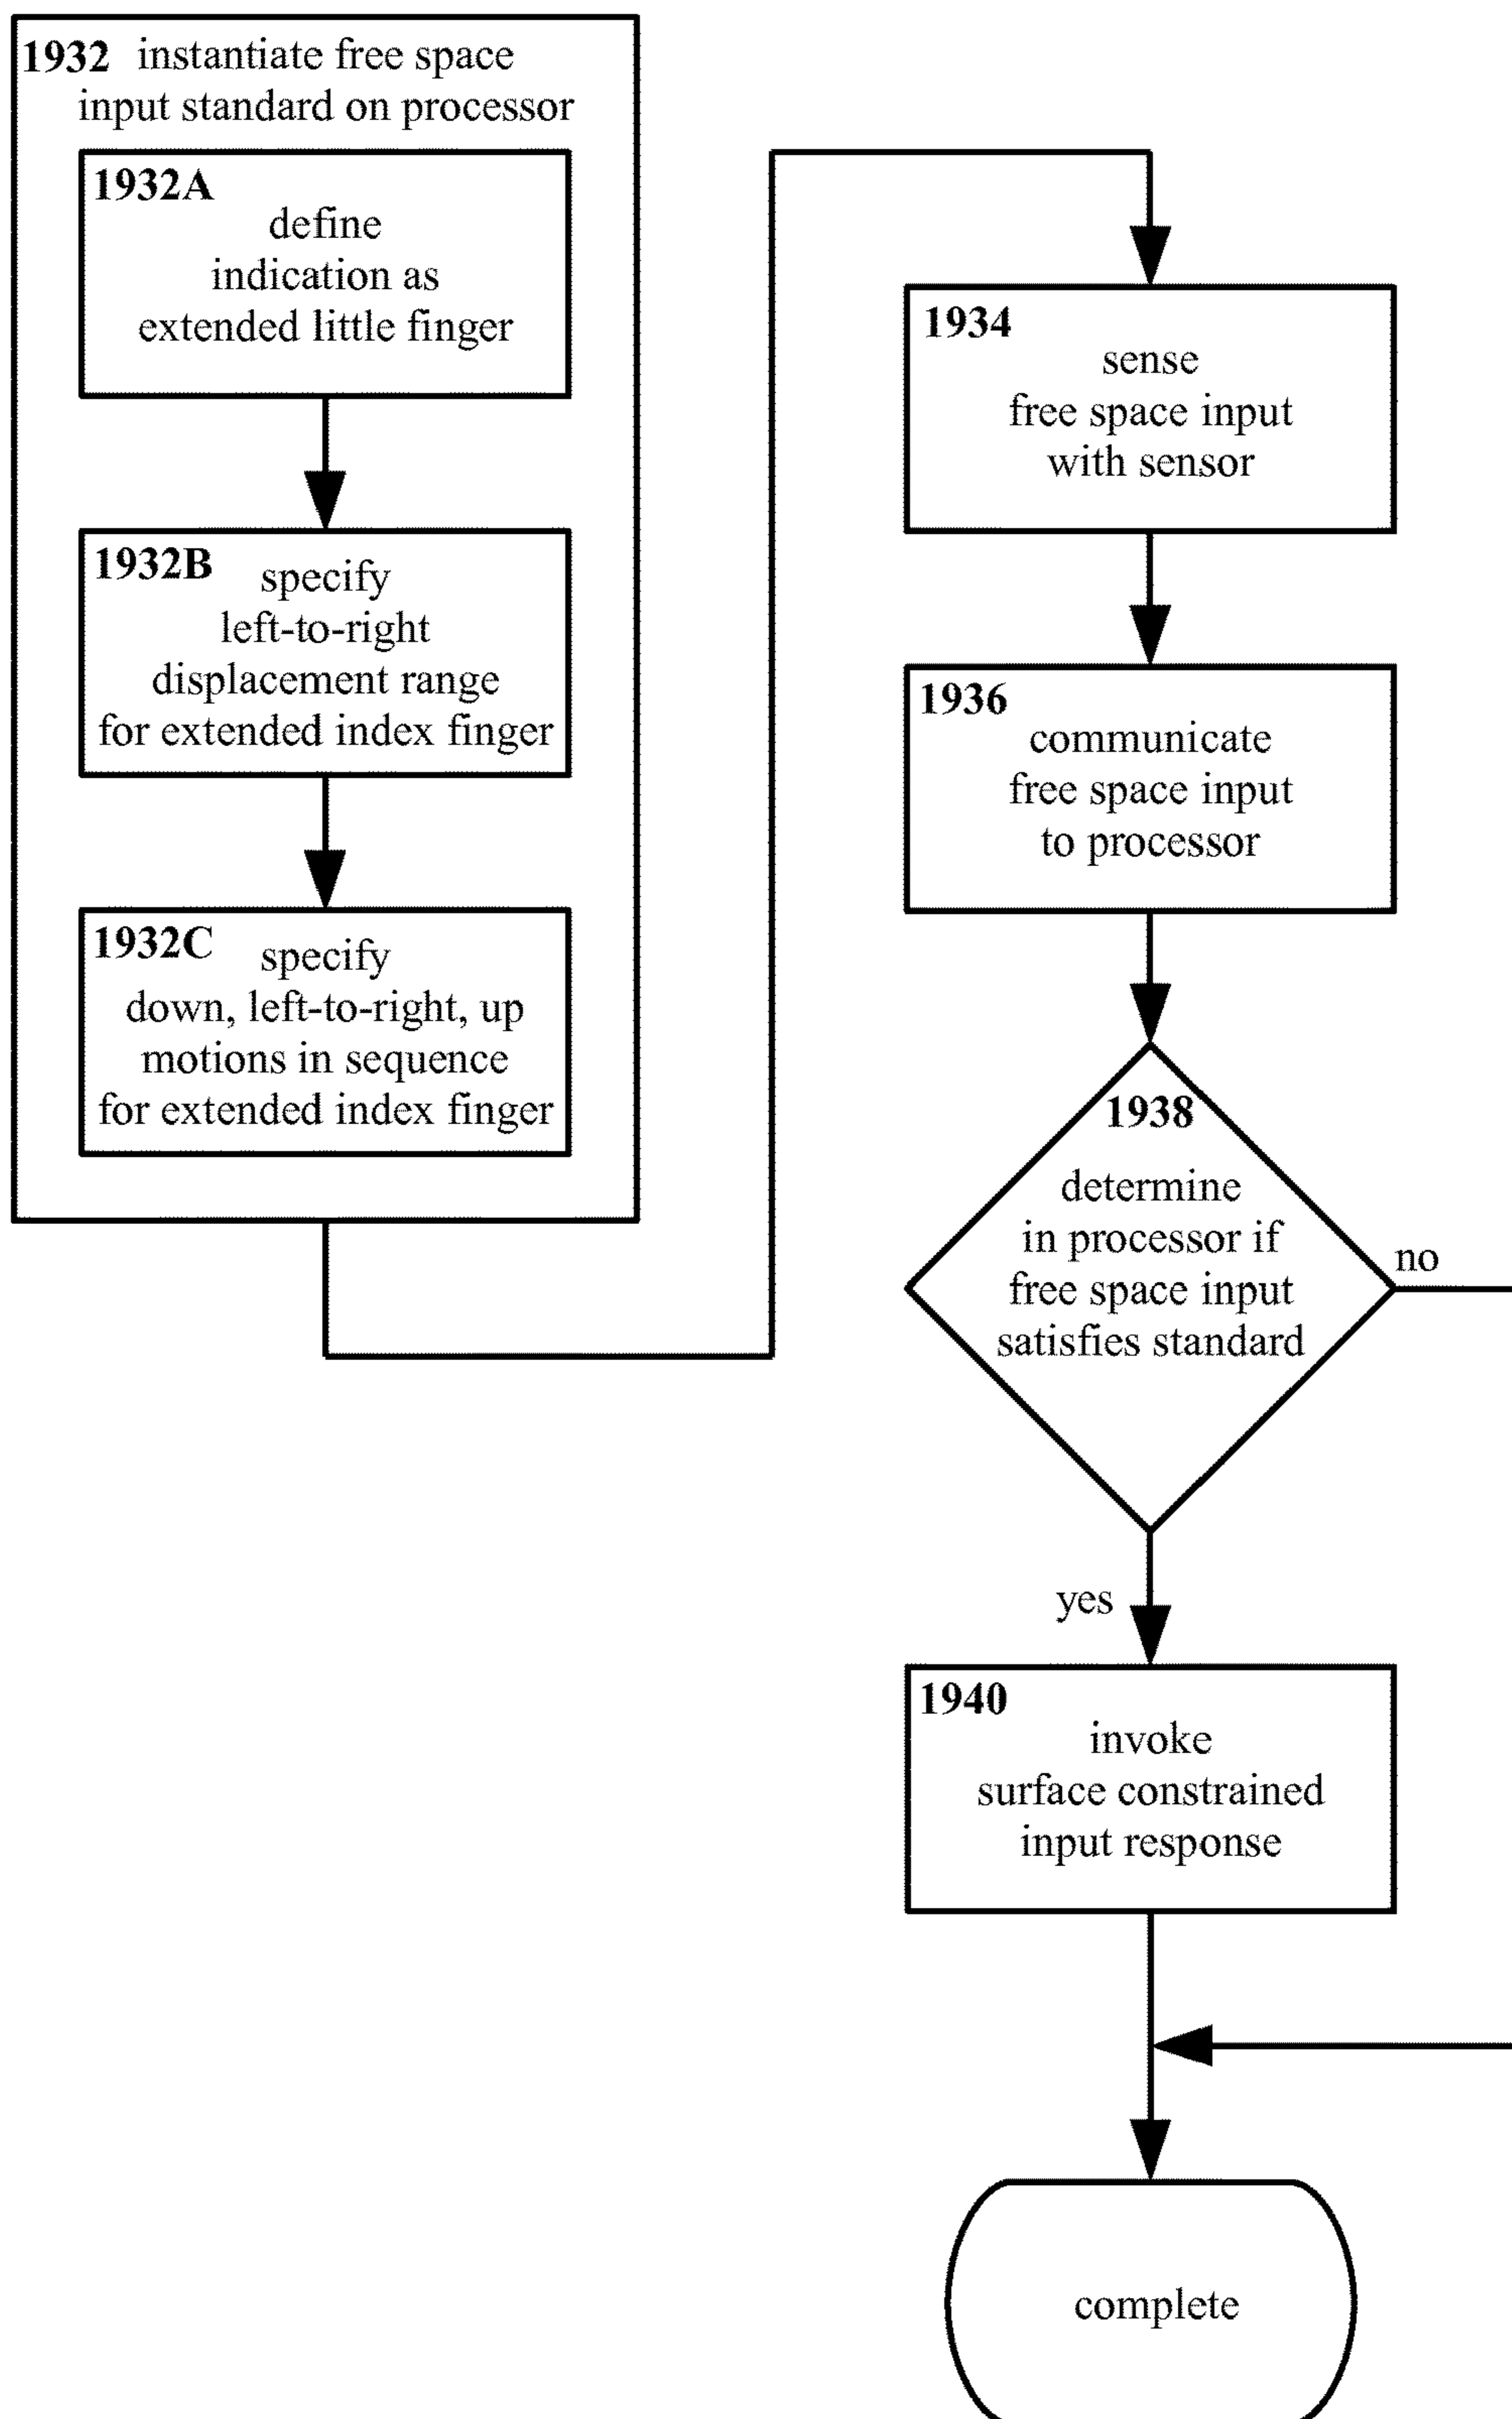 1932 instantiate free space
input standard on processor
1932A
define
indication as
extended little finger
1932B specify
left-to-right
displacement range
for extended index finger
1932C specify
down, left-to-right, up
motions in sequence
for extended index finger
1934
sense
free space input
with sensor
1936
communicate
free space input
to processor
1938
determine
in processor if
free space input
satisfies standard
no
yes
1940
invoke
surface constrained
input response
complete